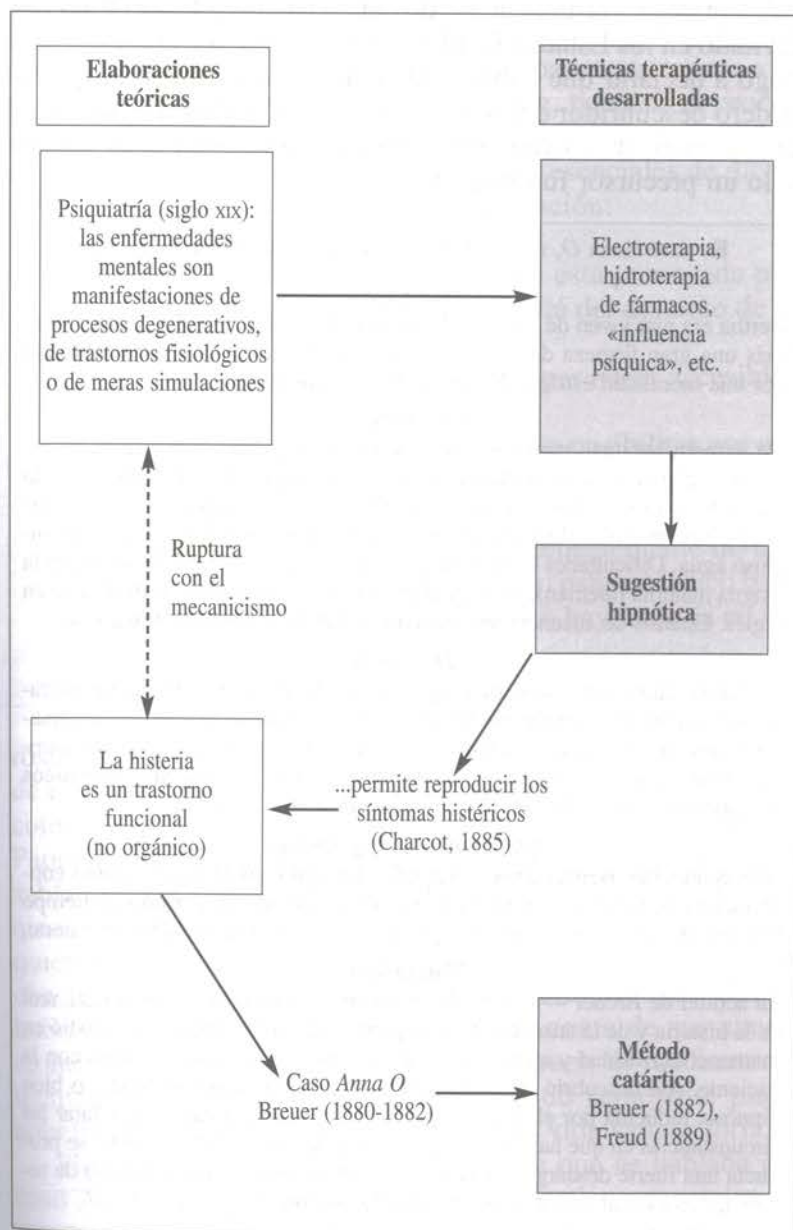 Elaboraciones
teóricas
Técnicas terapéuticas
desarrolladas
Psiquiatría (siglo XIX):
las enfermedades
mentales son
manifestaciones de
procesos degenerativos,
de trastornos fisiológicos
o de meras simulaciones
Electroterapia,
hidroterapia
de fármacos,
«influencia
psíquica», etc.
Ruptura
con el
mecanicismo
Sugestión
hipnótica
...permite reproducir los
síntomas histéricos
(Charcot, 1885)
La histeria
es un trastorno
funcional
(no orgánico)
Caso Anna O
Breuer (1880-1882)
Método
catártico
Breuer (1882),
Freud (1889)